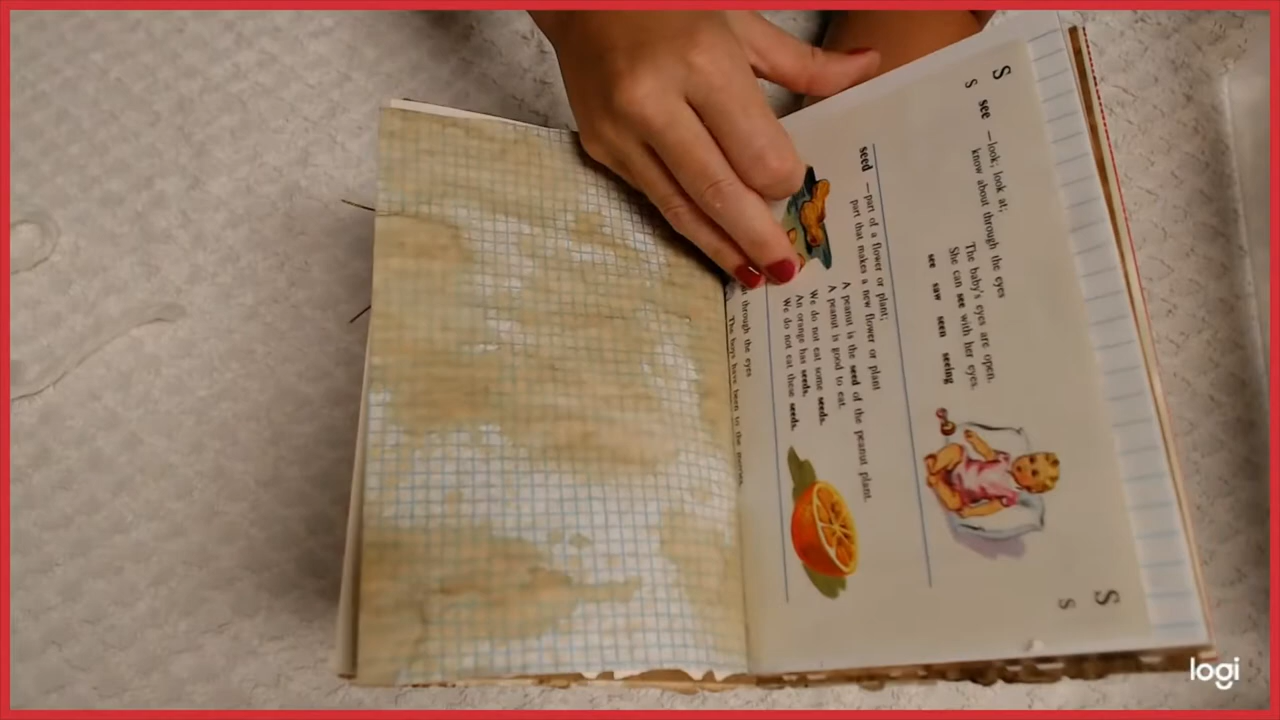 S
s
see —look; look at;
know about through the eyes
The baby's eyes are open.
She can see with her eyes.
see saw seen seeing
S
s
seed —part of a flower or plant;
part that makes a new flower or plant
A peanut is the seed of the peanut plant.
A peanut is good to eat.
We do not eat some seeds.
An orange has seeds.
We do not eat these seeds.
through the eyes
The boys have been to the movies.
logi